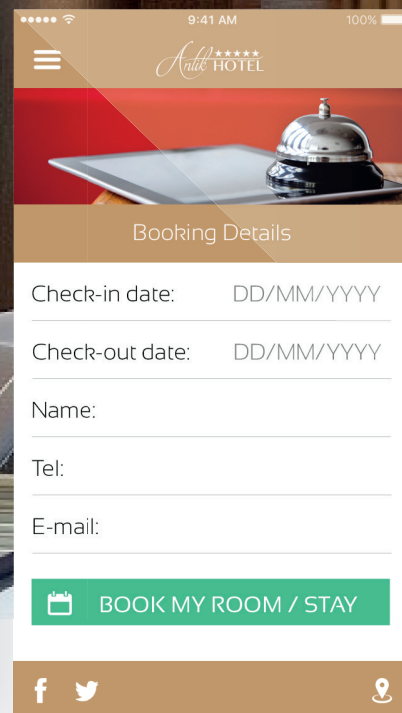 9:41 AM
100%
Antik ★★★★★
HOTEL
Booking Details
Check-in date: DD/MM/YYYY
Check-out date: DD/MM/YYYY
Name:
Tel:
E-mail:
BOOK MY ROOM / STAY